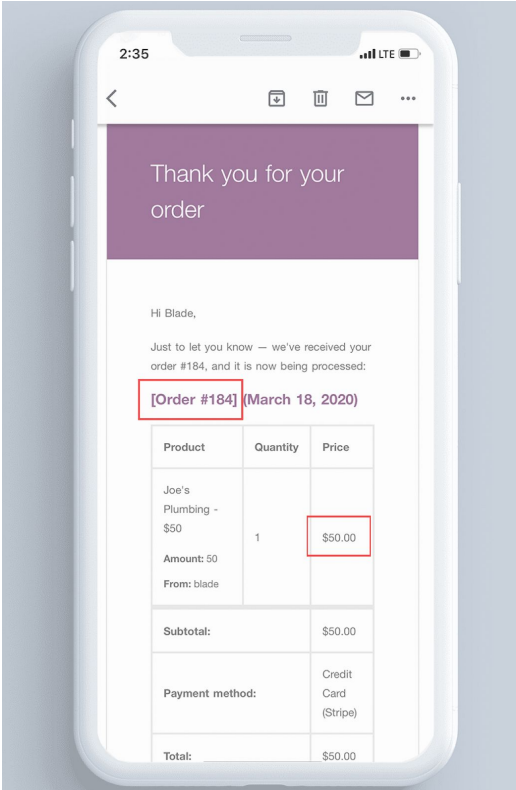 2:35 LTE
Thank you for your
order
Hi Blade,
Just to let you know — we've received your
order #184, and it is now being processed:
[Order #184] (March 18, 2020)
Product Quantity Price
Joe's
Plumbing -
$50
Amount: 50
From: blade
1
$50.00
Subtotal: $50.00
Payment method:
Credit
Card
(Stripe)
Total: $50.00